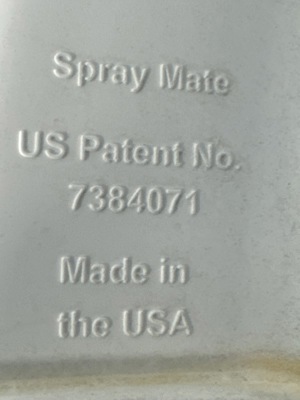 Spray Mate
US Patent No.
7384071
Made in
the USA